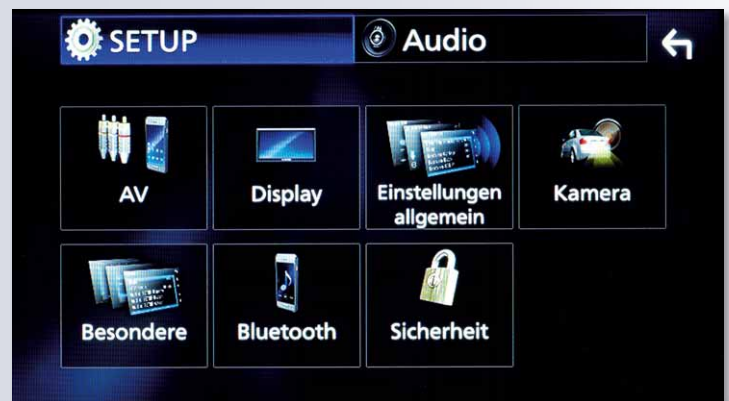 SETUP
Audio
AV
Display
Einstellungen
allgemein
Kamera
Besondere
Bluetooth
Sicherheit